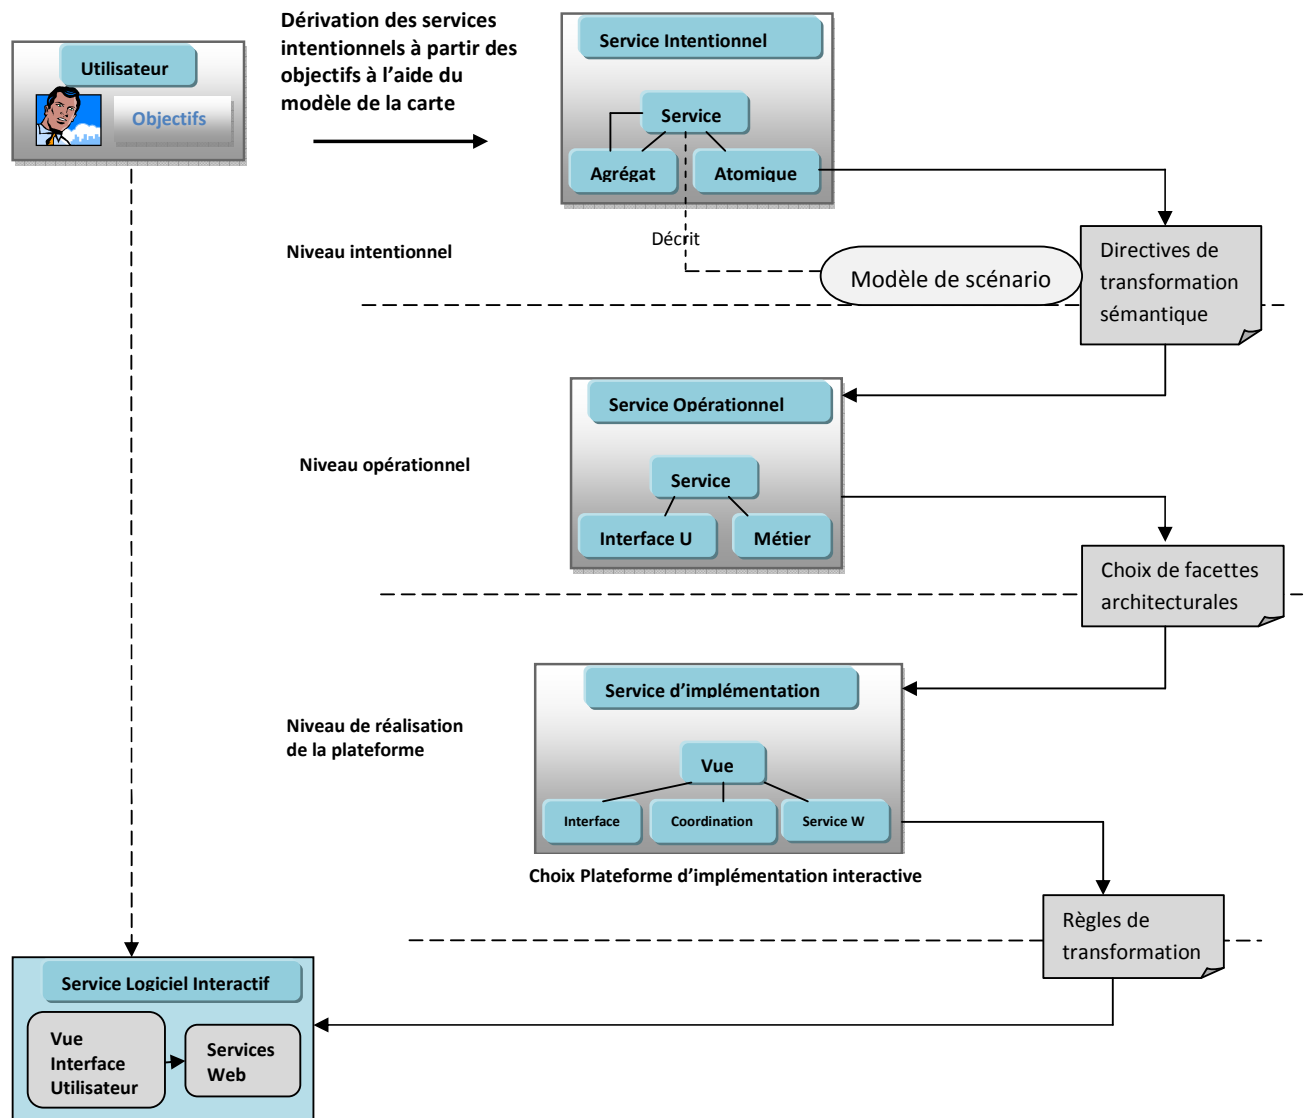 Dérivation des services
intentionnels à partir des
objectifs à l'aide du
modèle de la carte
Utilisateur
Objectifs
Service Intentionnel
Service
Agrégat
Atomique
Décrit
Niveau intentionnel
Modèle de scénario
Directives de
transformation
sémantique
Service Opérationnel
Niveau opérationnel
Service
Interface U
Métier
Choix de facettes
architecturales
Service d'implémentation
Niveau de réalisation
de la plateforme
Vue
Interface
Coordination
Service W
Choix Plateforme d'implémentation interactive
Règles de
transformation
Service Logiciel Interactif
Vue
Interface
Utilisateur
Services
Web